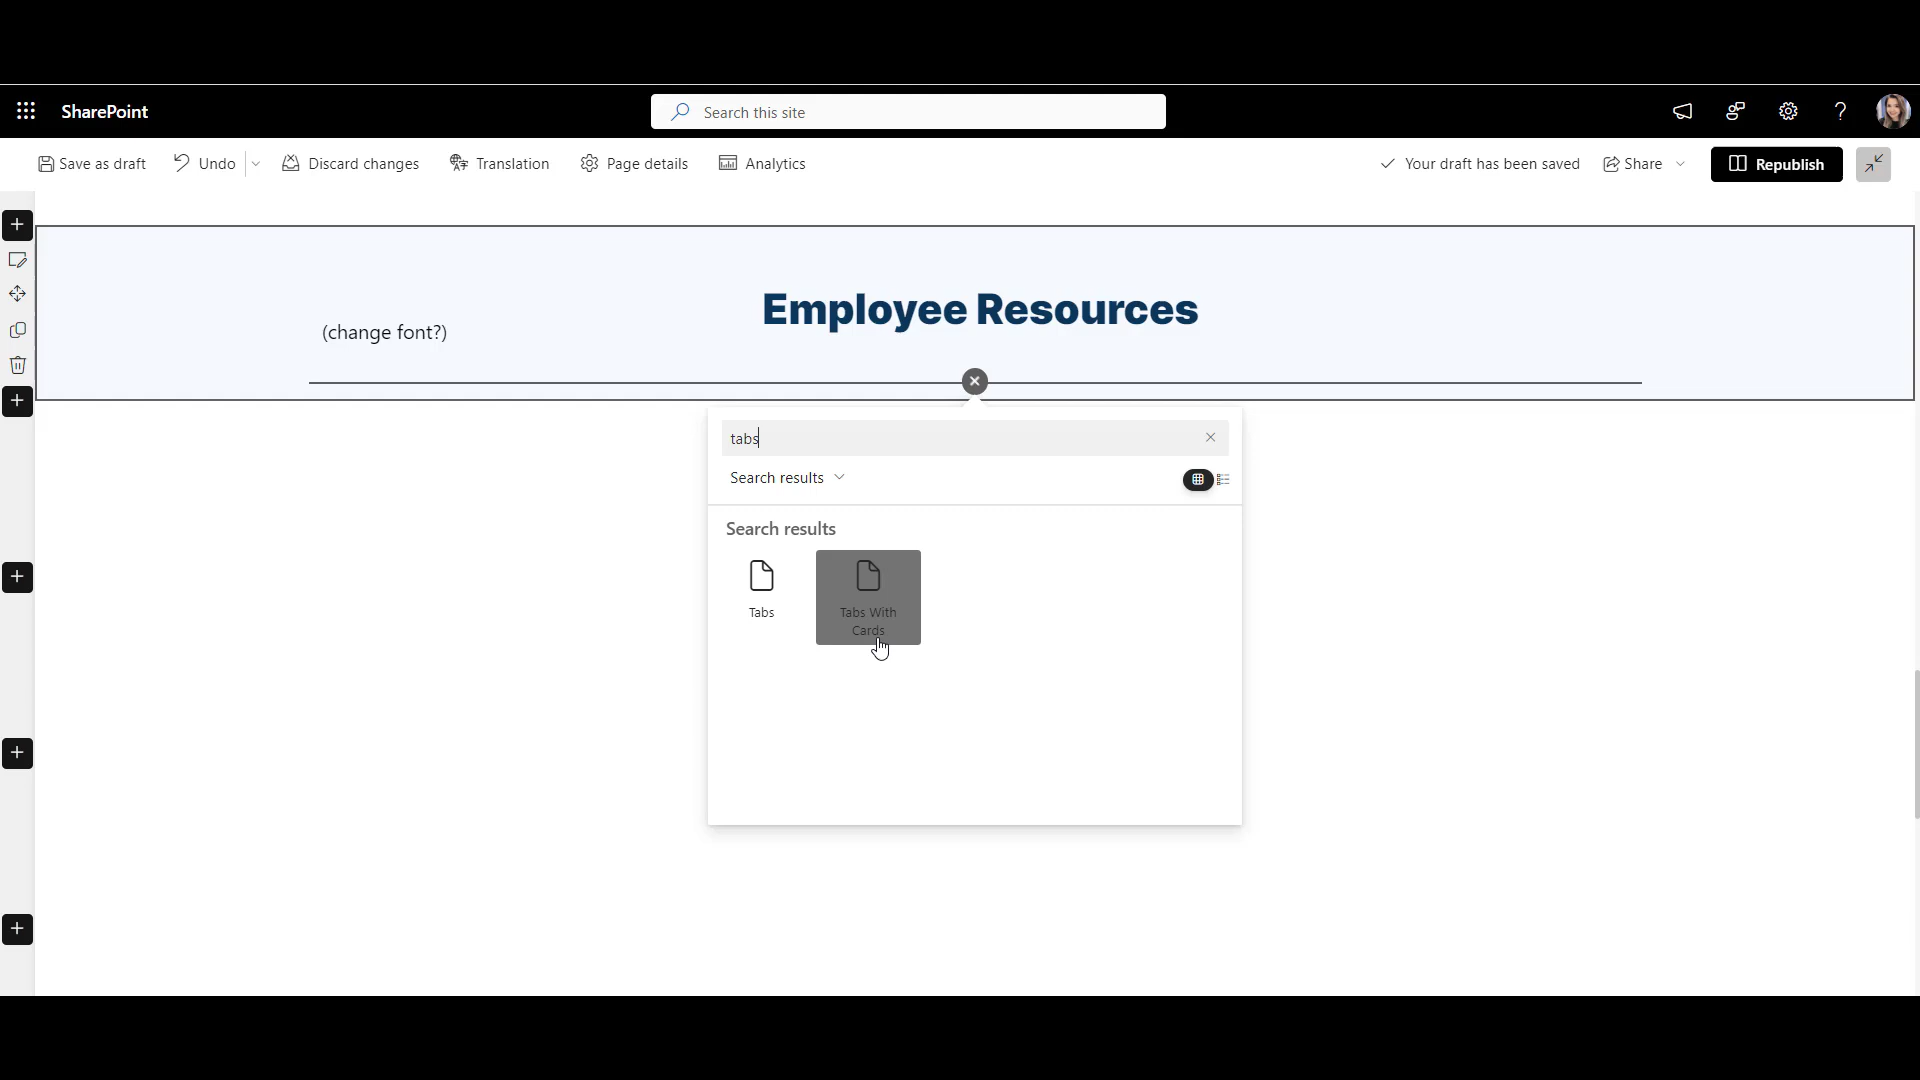 SharePoint
Search this site
Save as draft
Undo
Discard changes
Translation
Page details
Analytics
Your draft has been saved
Share
Republish
Employee Resources
(change font?)
tabs
Search results
Search results
Tabs
Tabs With
Cards